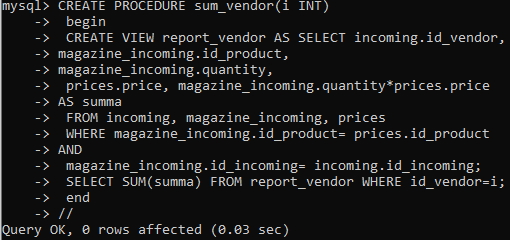 mysql> CREATE PROCEDURE sum_vendor(i INT)
    ->  begin
    ->  CREATE VIEW report_vendor AS SELECT incoming.id_vendor,
    -> magazine_incoming.id_product,
    -> magazine_incoming.quantity,
    ->  prices.price, magazine_incoming.quantity*prices.price
    -> AS summa
    ->  FROM incoming, magazine_incoming, prices
    ->  WHERE magazine_incoming.id_product= prices.id_product
    -> AND
    ->  magazine_incoming.id_incoming= incoming.id_incoming;
    ->  SELECT SUM(summa) FROM report_vendor WHERE id_vendor=i;
    ->  end
    -> //
Query OK, 0 rows affected (0.03 sec)